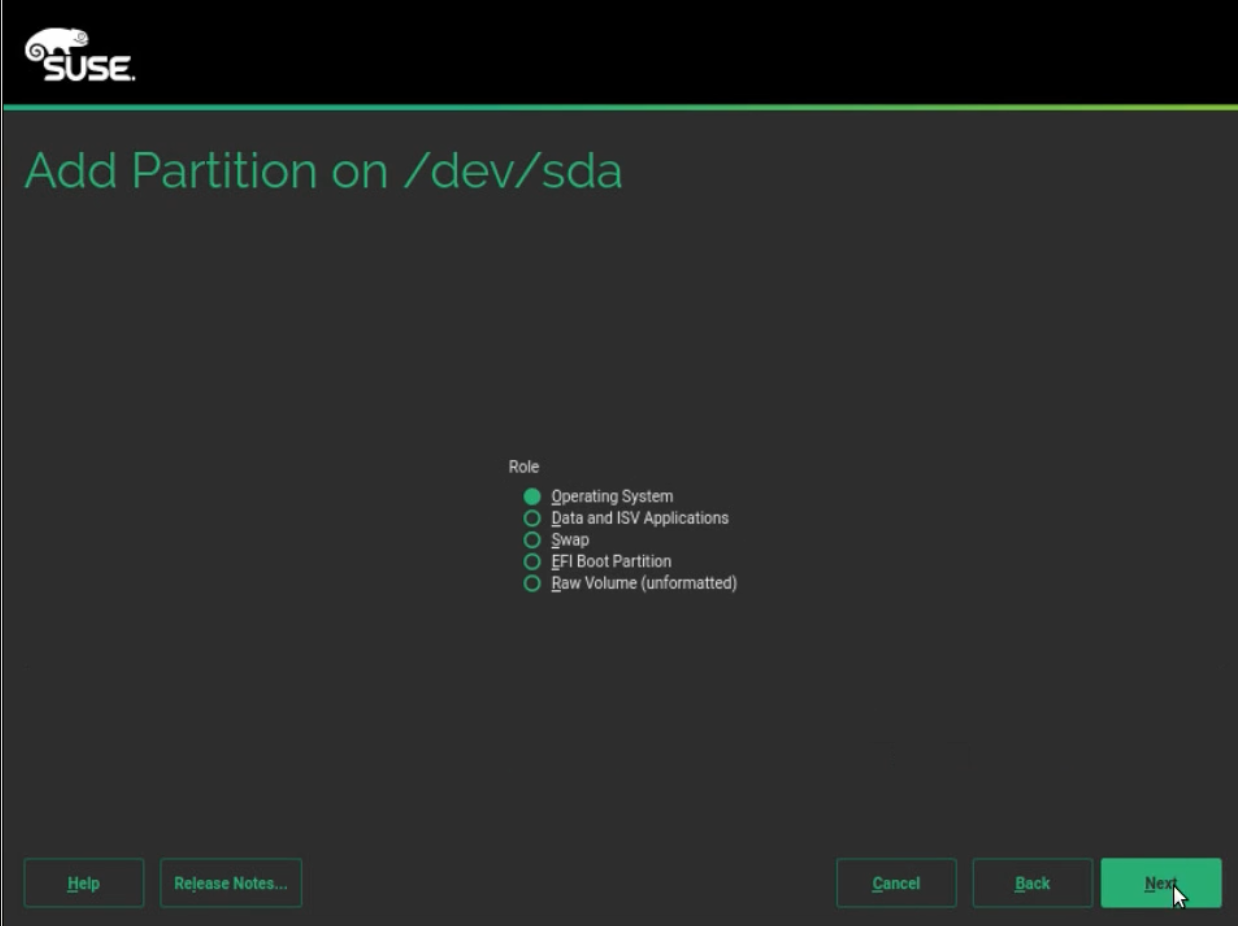 SUSE.
Add Partition on /dev/sda
Role
Operating System
Data and ISV Applications
Swap
EFI Boot Partition
Raw Volume (unformatted)
Help
Release Notes...
Cancel
Back
Next